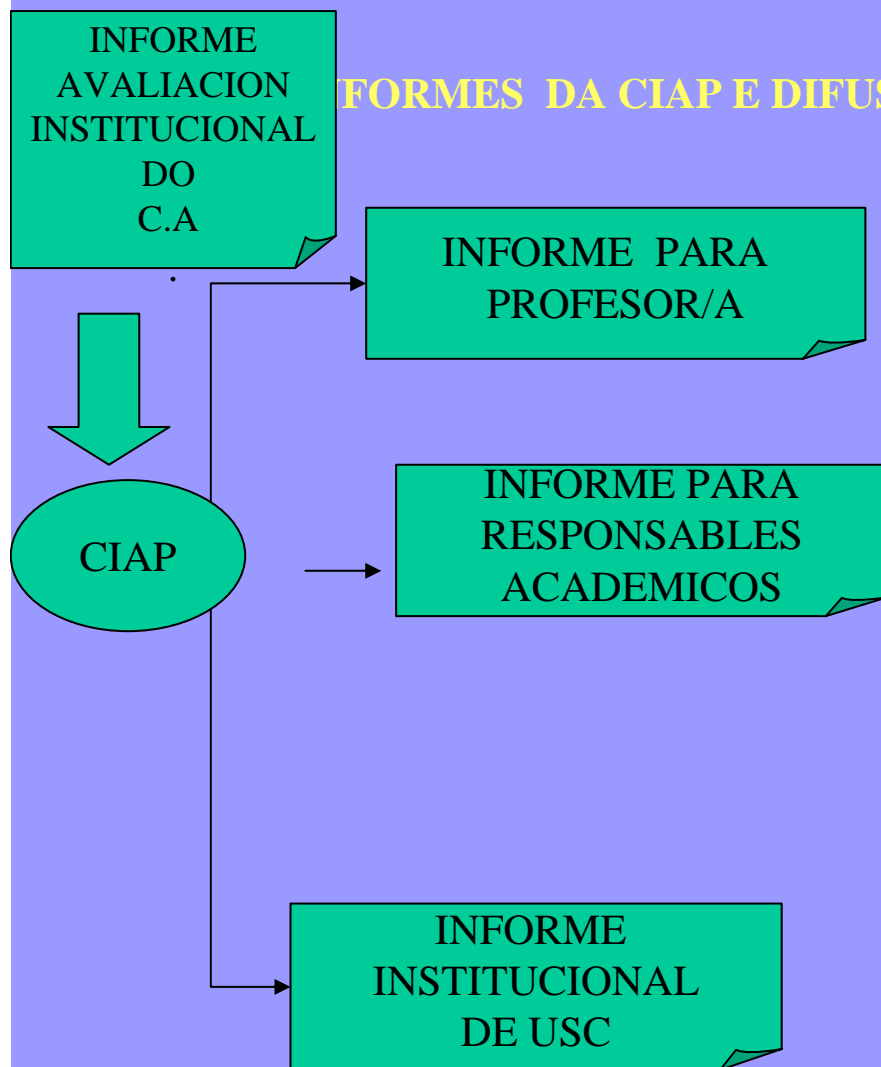 INFORME
AVALIACION
INSTITUCIONAL
DO
C.A
.
FORMES DA CIAP E DIFUS
INFORME PARA
PROFESOR/A
CIAP
INFORME PARA
RESPONSABLES
ACADEMICOS
INFORME
INSTITUCIONAL
DE USC